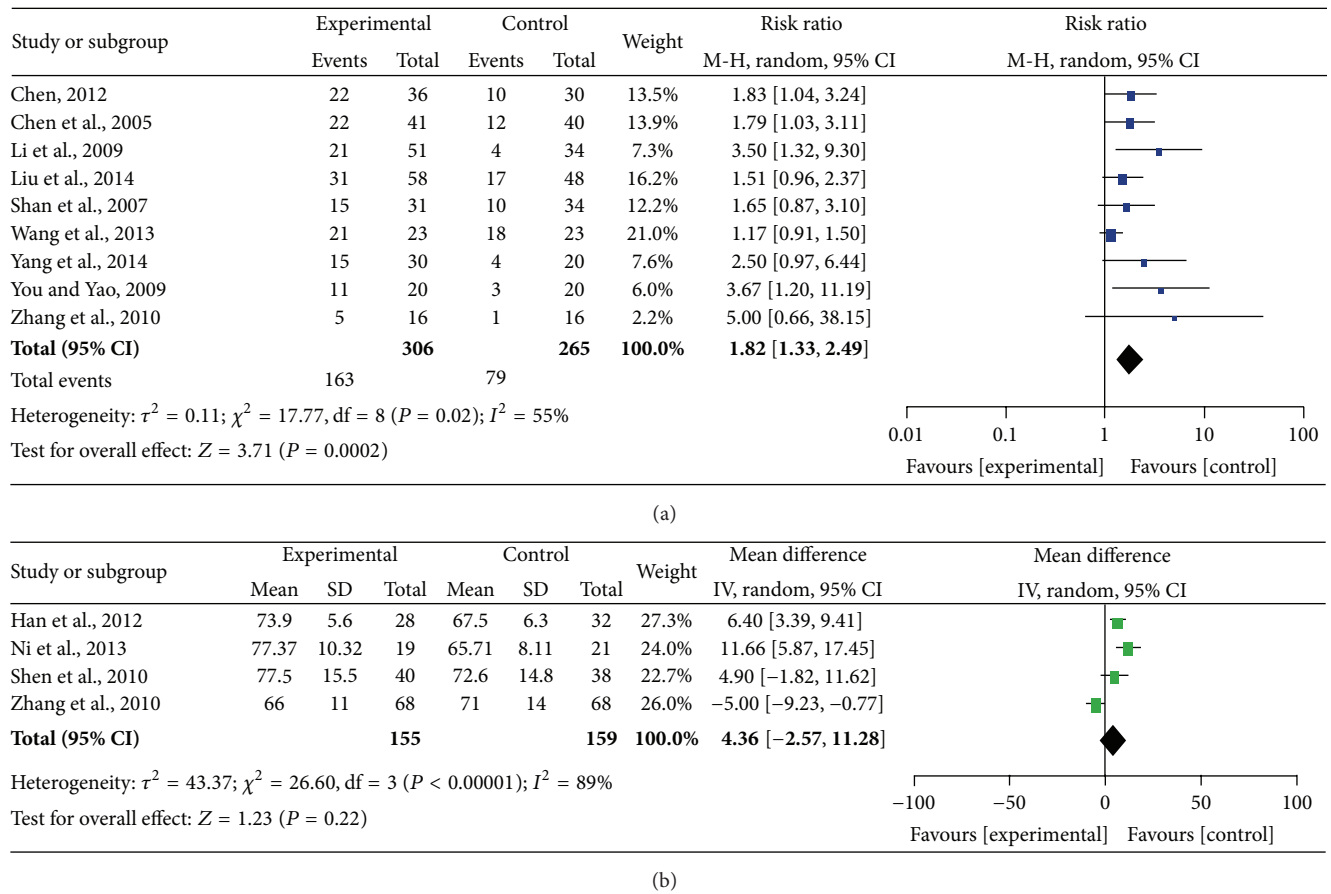 Study or subgroup Experimental Control Weight Risk ratio Risk ratio
Events Total Events Total M-H, random, 95% CI M-H, random, 95% CI
Chen, 2012 22 36 10 30 13.5% 1.83 [1.04, 3.24]
Chen et al., 2005 22 41 12 40 13.9% 1.79 [1.03, 3.11]
Li et al., 2009 21 51 4 34 7.3% 3.50 [1.32, 9.30]
Liu et al., 2014 31 58 17 48 16.2% 1.51 [0.96, 2.37]
Shan et al., 2007 15 31 10 34 12.2% 1.65 [0.87, 3.10]
Wang et al., 2013 21 23 18 23 21.0% 1.17 [0.91, 1.50]
Yang et al., 2014 15 30 4 20 7.6% 2.50 [0.97, 6.44]
You and Yao, 2009 11 20 3 20 6.0% 3.67 [1.20, 11.19]
Zhang et al., 2010 5 16 1 16 2.2% 5.00 [0.66, 38.15]
Total (95% CI) 306 265 100.0% 1.82 [1.33, 2.49]
Total events 163 79
Heterogeneity: τ² = 0.11; χ² = 17.77, df = 8 (P = 0.02); I² = 55%
Test for overall effect: Z = 3.71 (P = 0.0002)
0.01 0.1 1 10 100
Favours [experimental] Favours [control]
(a)
Study or subgroup Experimental Control Weight Mean difference Mean difference
Mean SD Total Mean SD Total IV, random, 95% CI IV, random, 95% CI
Han et al., 2012 73.9 5.6 28 67.5 6.3 32 27.3% 6.40 [3.39, 9.41]
Ni et al., 2013 77.37 10.32 19 65.71 8.11 21 24.0% 11.66 [5.87, 17.45]
Shen et al., 2010 77.5 15.5 40 72.6 14.8 38 22.7% 4.90 [−1.82, 11.62]
Zhang et al., 2010 66 11 68 71 14 68 26.0% −5.00 [−9.23, −0.77]
Total (95% CI) 155 159 100.0% 4.36 [−2.57, 11.28]
Heterogeneity: τ² = 43.37; χ² = 26.60, df = 3 (P < 0.00001); I² = 89%
Test for overall effect: Z = 1.23 (P = 0.22)
−100 −50 0 50 100
Favours [experimental] Favours [control]
(b)